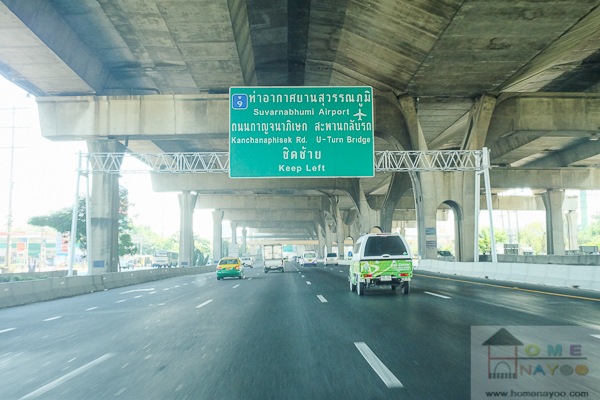 9 ท่าอากาศยานสุวรรณภูมิ
Suvarnabhumi Airport
ถนนกาญจนาภิเษก สะพานกลับรถ
Kanchanaphisek Rd. U-Turn Bridge
ชิดซ้าย
Keep Left
HOME
NAYOO
www.homenayoo.com